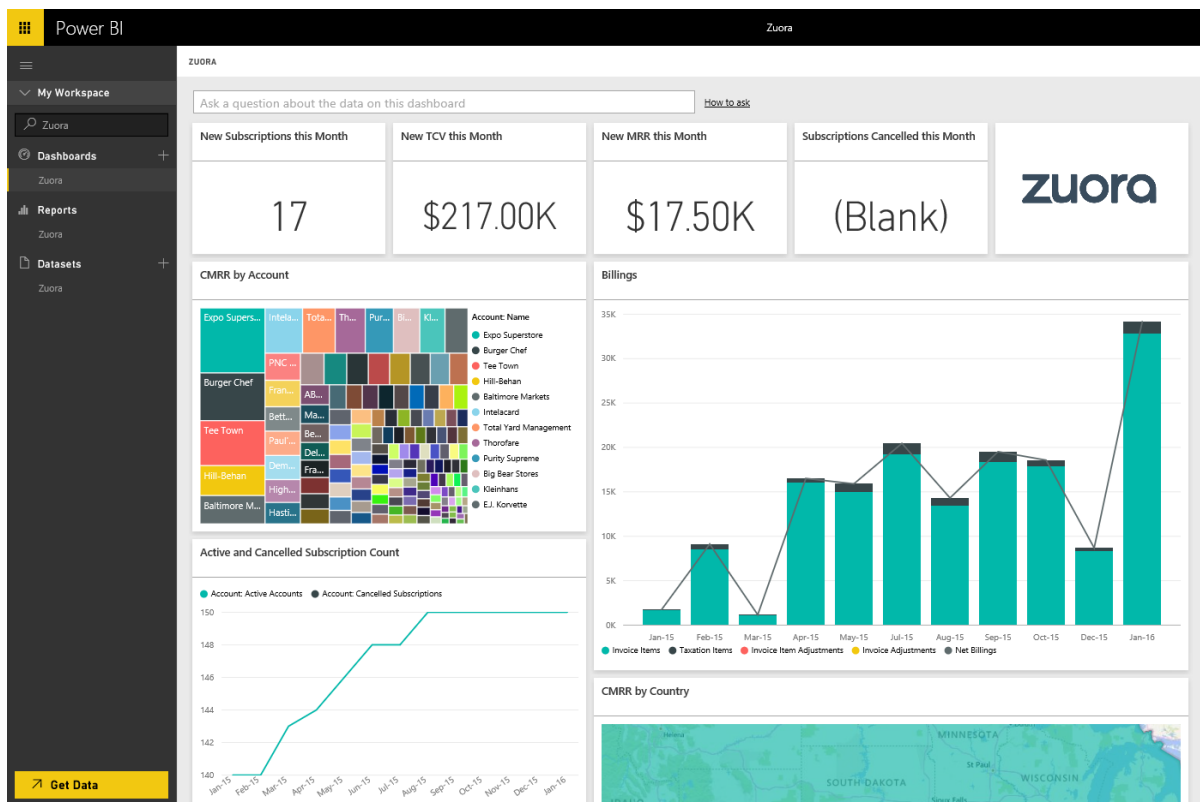 Power BI
Zuora
ZUORA
My Workspace
Zuora
Dashboards
Zuora
Reports
Zuora
Datasets
Zuora
Get Data
Ask a question about the data on this dashboard
How to ask
New Subscriptions this Month
17
New TCV this Month
$217.00K
New MRR this Month
$17.50K
Subscriptions Cancelled this Month
(Blank)
zuora
CMRR by Account
Expo Supers...
Burger Chef
Tee Town
Hill-Behan
Baltimore M...
Intela...
PNC ...
Fran...
Bett...
Paul'...
Dem...
High...
Hasti...
Tota...
Th...
Pur...
Bi...
Kl...
AB...
Ma...
Be...
Del...
Fra...
Account: Name
Expo Superstore
Burger Chef
Tee Town
Hill-Behan
Baltimore Markets
Intelacard
Total Yard Management
Thorofare
Purity Supreme
Big Bear Stores
Kleinhans
E.J. Korvette
Billings
35K
30K
25K
20K
15K
10K
5K
0K
Jan-15 Feb-15 Mar-15 Apr-15 May-15 Jul-15 Aug-15 Sep-15 Oct-15 Dec-15 Jan-16
Invoice Items Taxation Items Invoice Item Adjustments Invoice Adjustments Net Billings
Active and Cancelled Subscription Count
Account: Active Accounts Account: Cancelled Subscriptions
150
148
146
144
142
140
Jan-15 Feb-15 Mar-15 Apr-15 May-15 Jun-15 Jul-15 Aug-15 Sep-15 Oct-15 Nov-15 Dec-15 Jan-16
CMRR by Country
Helena
MINNESOTA
St Paul
WISCONSIN
SOUTH DAKOTA
Sioux Falls